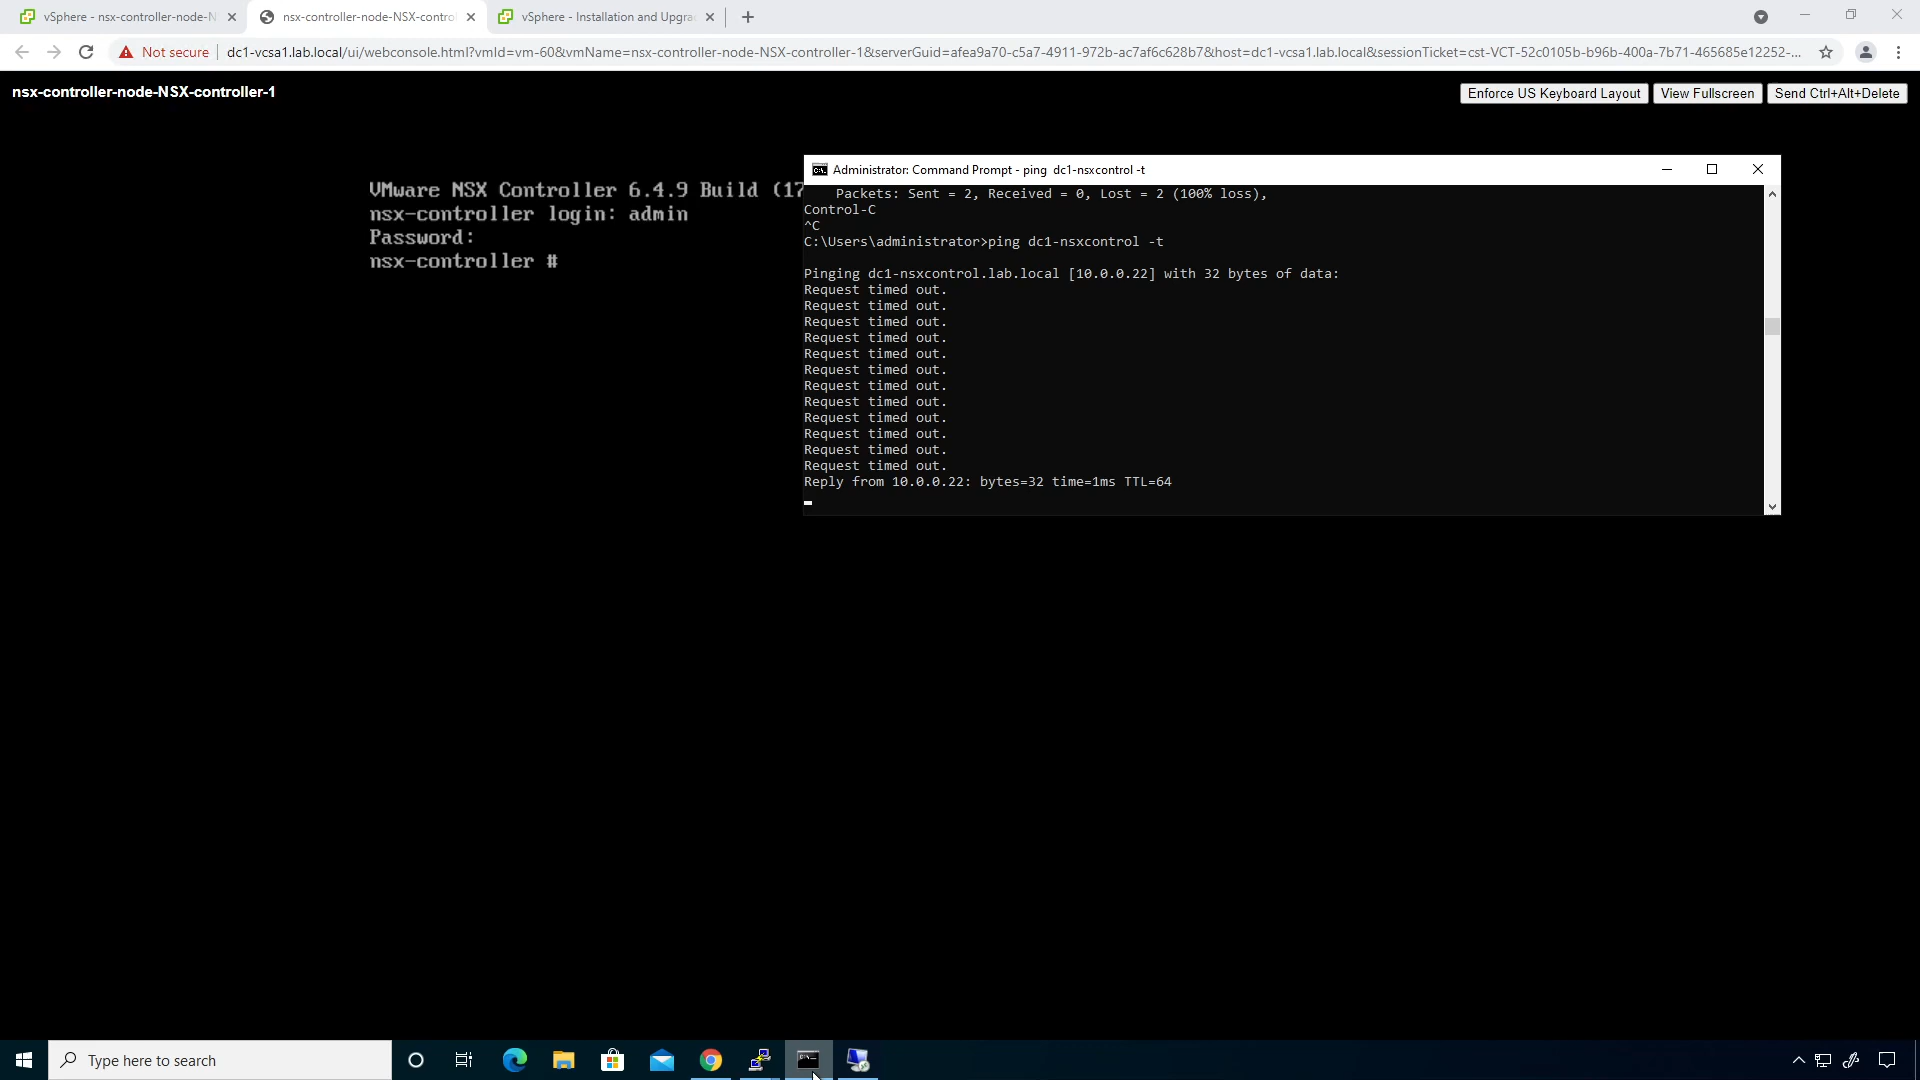 vSphere - nsx-controller-node-N
nsx-controller-node-NSX-contro
vSphere - Installation and Upgra
Not secure
dc1-vcsa1.lab.local/ui/webconsole.html?vmId=vm-60&vmName=nsx-controller-node-NSX-controller-1&serverGuid=afea9a70-c5a7-4911-972b-ac7af6c628b7&host=dc1-vcsa1.lab.local&sessionTicket=cst-VCT-52c0105b-b96b-400a-7b71-465685e12252-...
nsx-controller-node-NSX-controller-1
Enforce US Keyboard Layout
View Fullscreen
Send Ctrl+Alt+Delete
VMware NSX Controller 6.4.9 Build (17
nsx-controller login: admin
Password:
nsx-controller #
Administrator: Command Prompt - ping dc1-nsxcontrol -t
Packets: Sent = 2, Received = 0, Lost = 2 (100% loss),
Control-C
^C
C:\Users\administrator>ping dc1-nsxcontrol -t
Pinging dc1-nsxcontrol.lab.local [10.0.0.22] with 32 bytes of data:
Request timed out.
Request timed out.
Request timed out.
Request timed out.
Request timed out.
Request timed out.
Request timed out.
Request timed out.
Request timed out.
Request timed out.
Request timed out.
Request timed out.
Reply from 10.0.0.22: bytes=32 time=1ms TTL=64
Type here to search